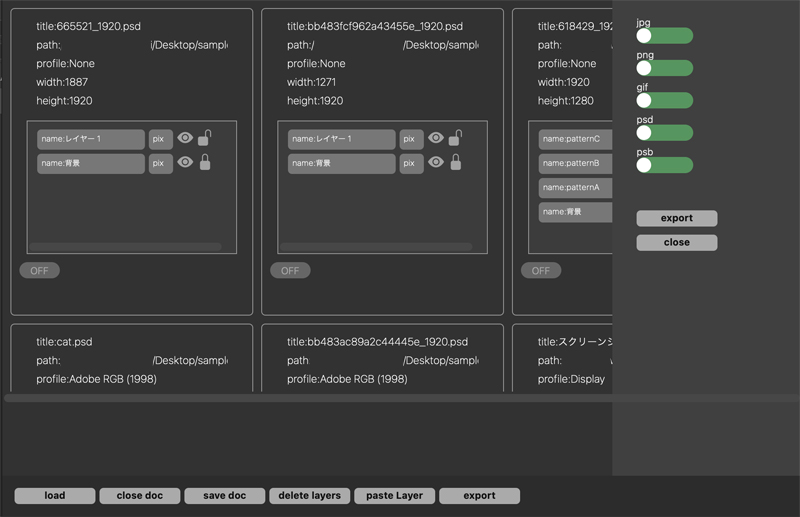 title:665521_1920.psd
path:
i/Desktop/sample
profile:None
width:1887
height:1920
name:レイヤー 1
pix
name:背景
pix
OFF
title:bb483fcf962a43455e_1920.psd
path:/
/Desktop/sample
profile:None
width:1271
height:1920
name:レイヤー 1
pix
name:背景
pix
OFF
title:618429_192
path:
profile:None
width:1920
height:1280
name:patternC
name:patternB
name:patternA
name:背景
OFF
title:cat.psd
path:
/Desktop/sample
profile:Adobe RGB (1998)
title:bb483ac89a2c44445e_1920.psd
path:
/Desktop/sample
profile:Adobe RGB (1998)
title:スクリーンシ
path:
profile:Display
jpg
png
gif
psd
psb
export
close
load
close doc
save doc
delete layers
paste Layer
export